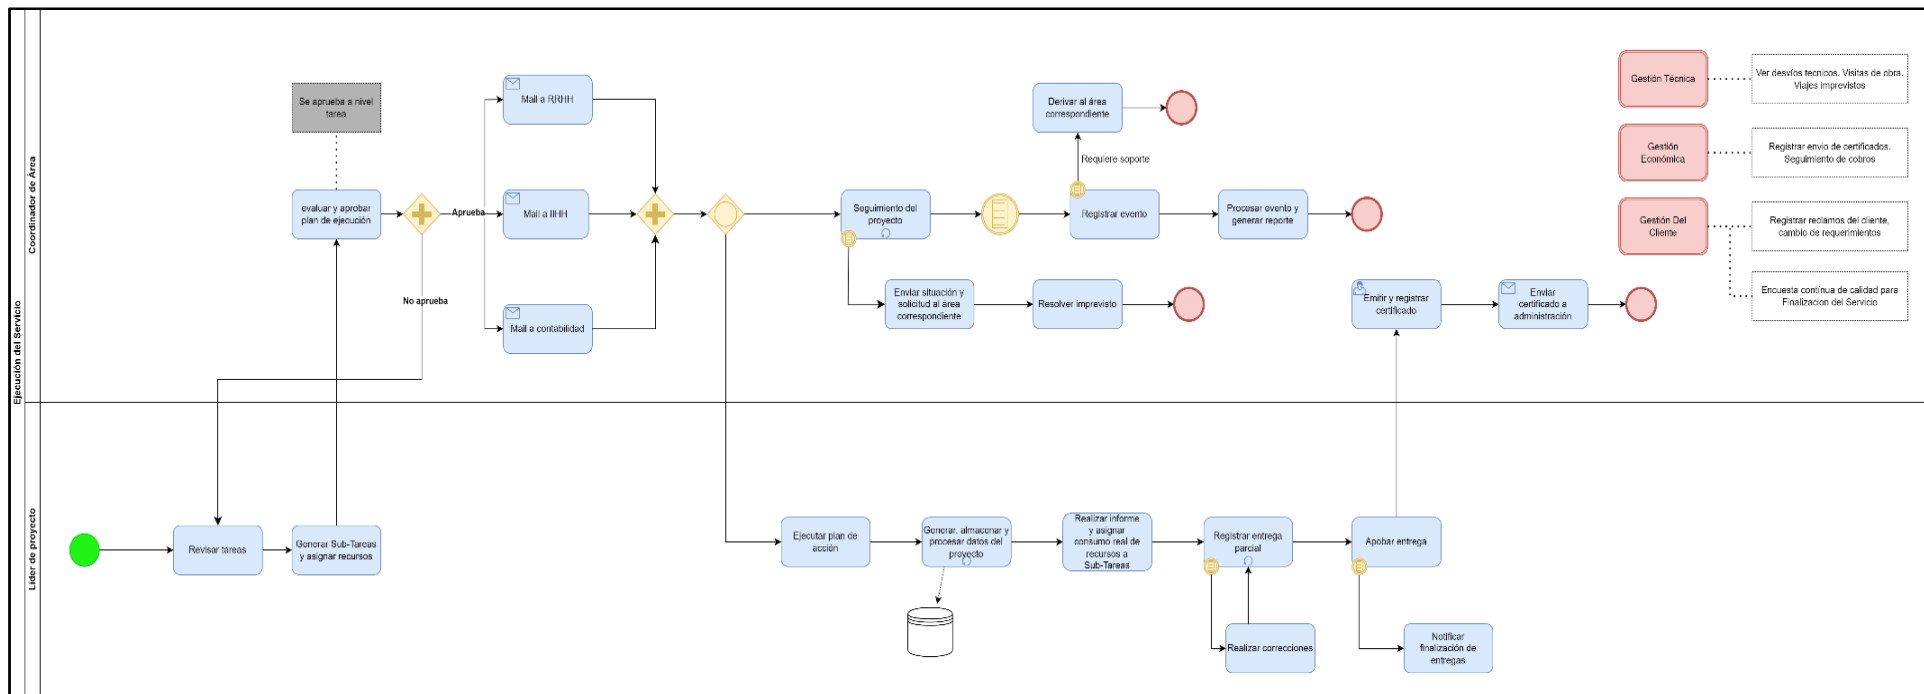 Ejecución del Servicio
Coordinador de Área
Se aprueba a nivel
tarea
evaluar y aprobar
plan de ejecución
Aprueba
No aprueba
Mail a RRHH
Mail a IIHH
Mail a contabilidad
Seguimiento del
proyecto
Enviar situación y
solicitud al área
correspondiente
Resolver imprevisto
Derivar al área
correspondiente
Requiere soporte
Registrar evento
Procesar evento y
generar reporte
Emitir y registrar
certificado
Enviar
certificado a
administración
Gestión Técnica
Ver desvíos tecnicos. Visitas de obra.
Viajes imprevistos
Gestión
Económica
Registrar envio de certificados.
Seguimiento de cobros
Gestión Del
Cliente
Registrar reclamos del cliente,
cambio de requerimientos
Encuesta contínua de calidad para
Finalizacion del Servicio
Lider de proyecto
Revisar tareas
Generar Sub-Tareas
y asignar recursos
Ejecutar plan de
acción
Generar, almacenar y
procesar datos del
proyecto
Realizar informe
y asignar
consumo real de
recursos a
Sub-Tareas
Registrar entrega
parcial
Realizar correcciones
Apobar entrega
Notificar
finalización de
entregas